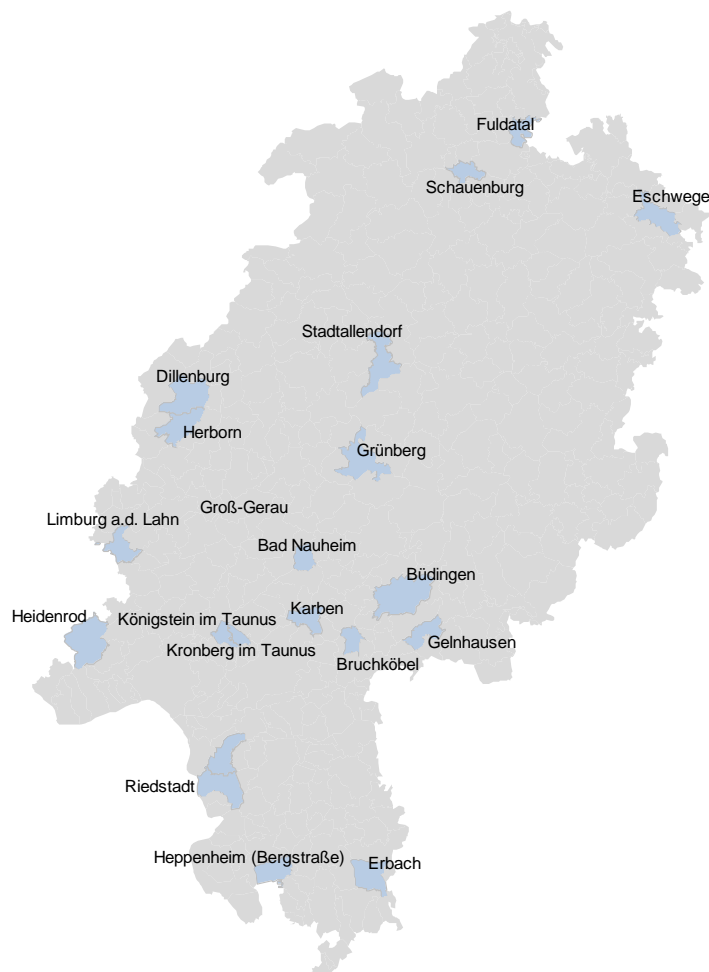 Fuldatal
Schauenburg
Eschwege
Stadtallendorf
Dillenburg
Herborn
Grünberg
Groß-Gerau
Limburg a.d. Lahn
Bad Nauheim
Büdingen
Heidenrod
Königstein im Taunus
Karben
Kronberg im Taunus
Gelnhausen
Bruchköbel
Riedstadt
Heppenheim (Bergstraße)
Erbach